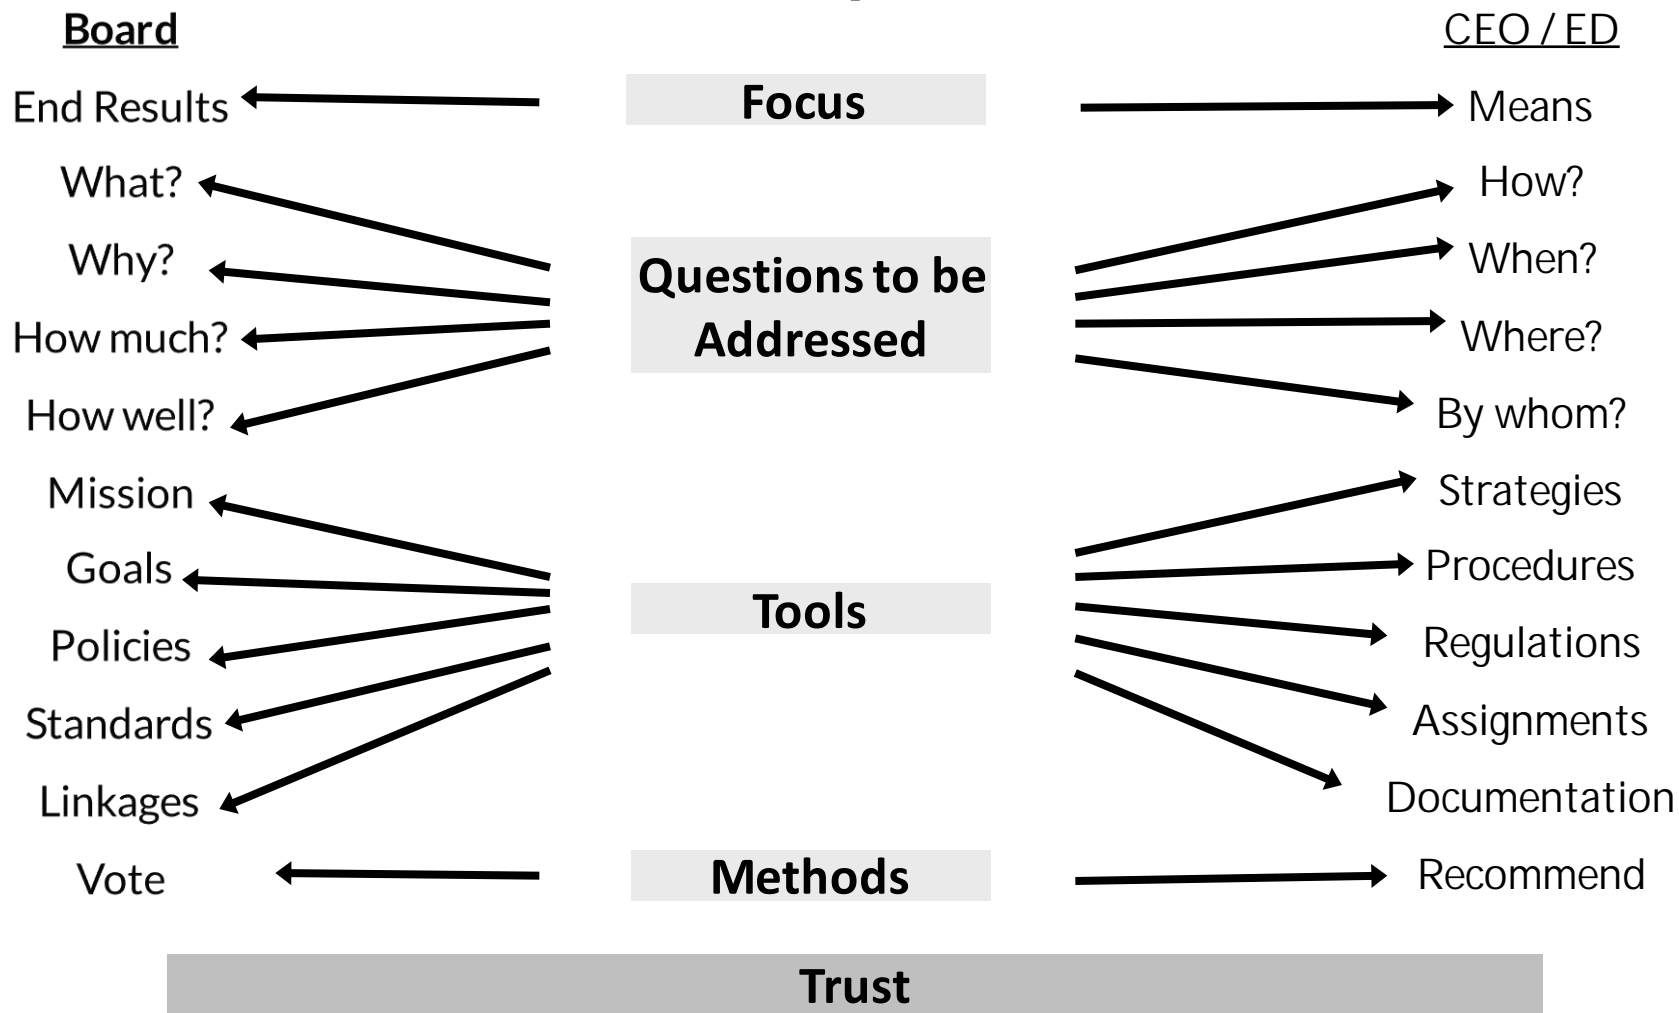 Board
CEO / ED
End Results
Focus
Means
What?
How?
Why?
Questions to be
Addressed
When?
How much?
Where?
How well?
By whom?
Mission
Strategies
Goals
Procedures
Tools
Policies
Regulations
Standards
Assignments
Linkages
Documentation
Vote
Methods
Recommend
Trust